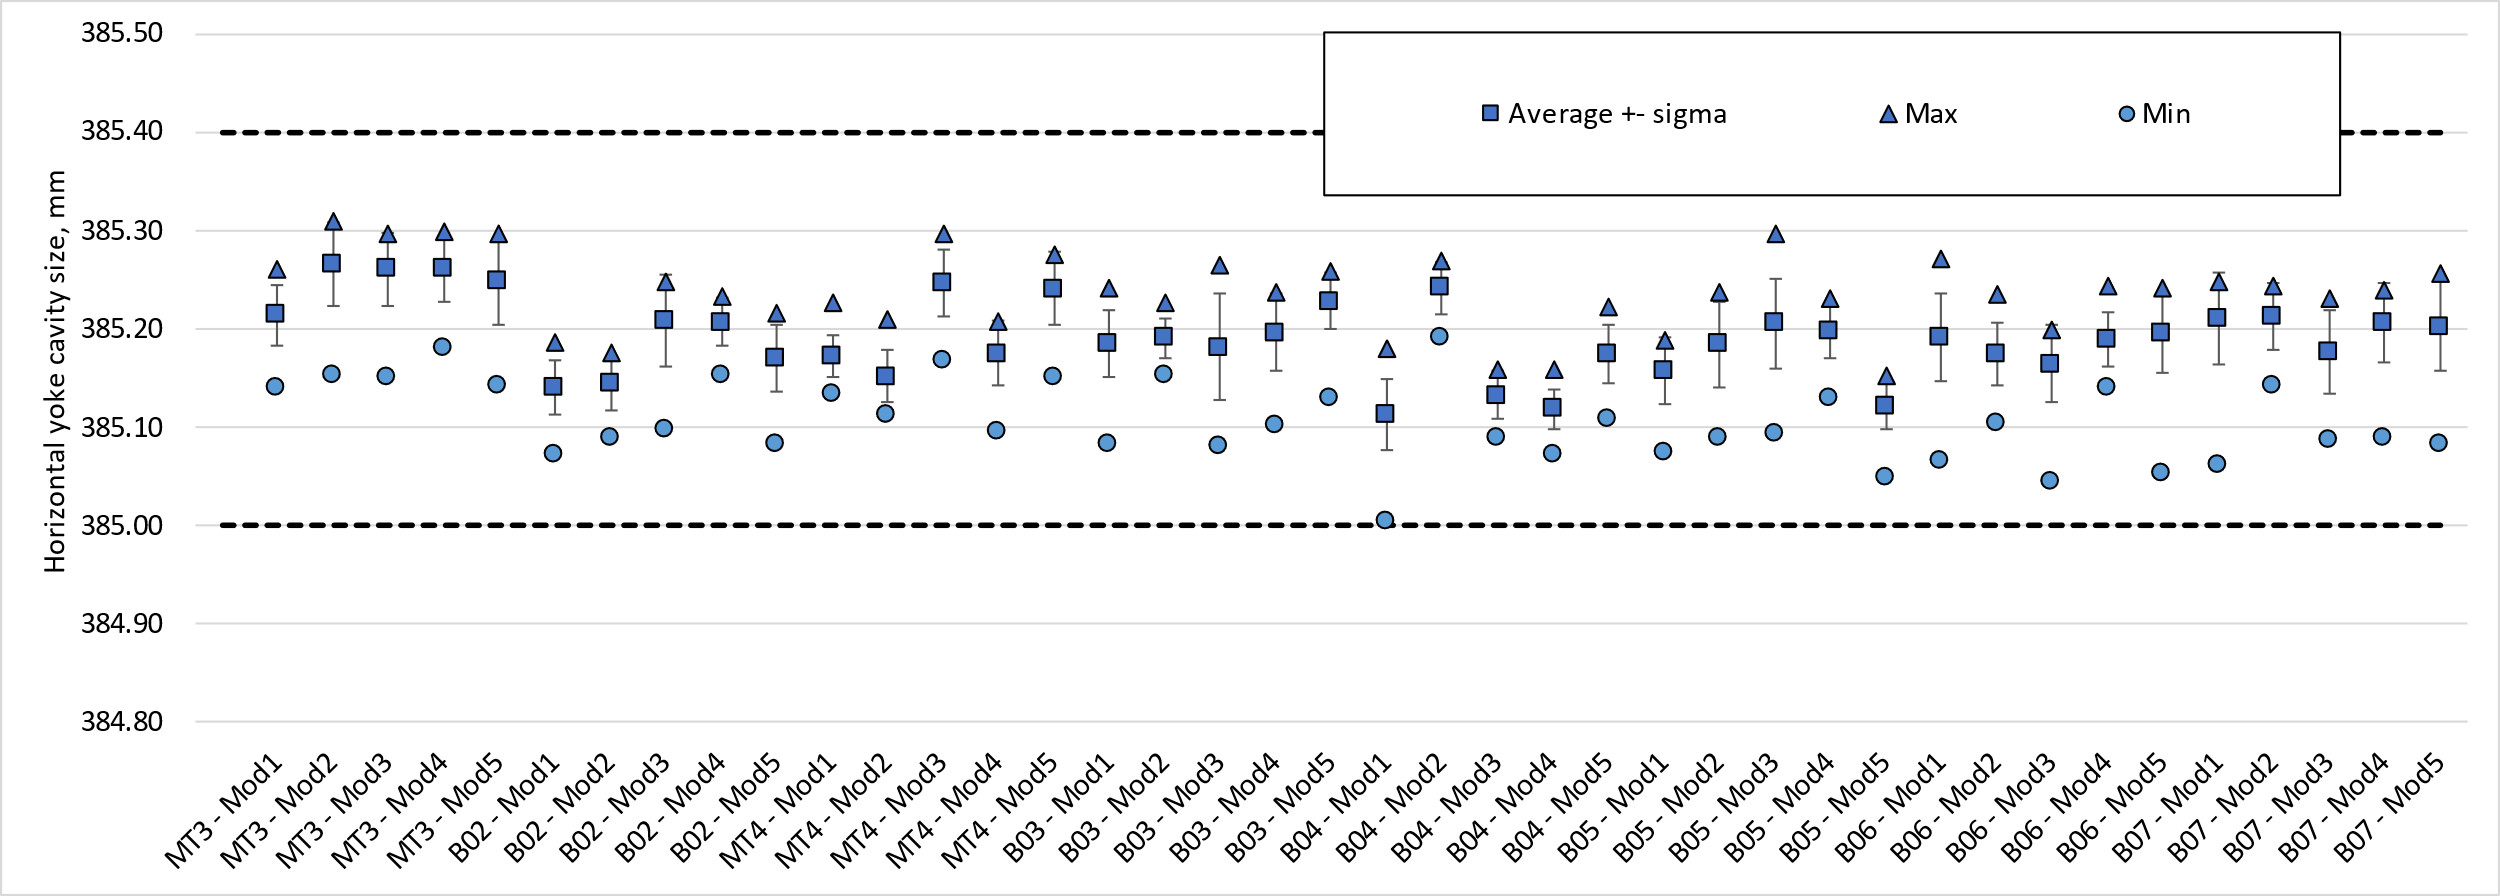 385.50
385.40
385.30
385.20
385.10
385.00
384.90
384.80
Horizontal yoke cavity size, mm
Average +- sigma
Max
Min
MT3 - Mod1
MT3 - Mod2
MT3 - Mod3
MT3 - Mod4
MT3 - Mod5
B02 - Mod1
B02 - Mod2
B02 - Mod3
B02 - Mod4
B02 - Mod5
MT4 - Mod1
MT4 - Mod2
MT4 - Mod3
MT4 - Mod4
MT4 - Mod5
B03 - Mod1
B03 - Mod2
B03 - Mod3
B03 - Mod4
B03 - Mod5
B04 - Mod1
B04 - Mod2
B04 - Mod3
B04 - Mod4
B04 - Mod5
B05 - Mod1
B05 - Mod2
B05 - Mod3
B05 - Mod4
B05 - Mod5
B06 - Mod1
B06 - Mod2
B06 - Mod3
B06 - Mod4
B06 - Mod5
B07 - Mod1
B07 - Mod2
B07 - Mod3
B07 - Mod4
B07 - Mod5